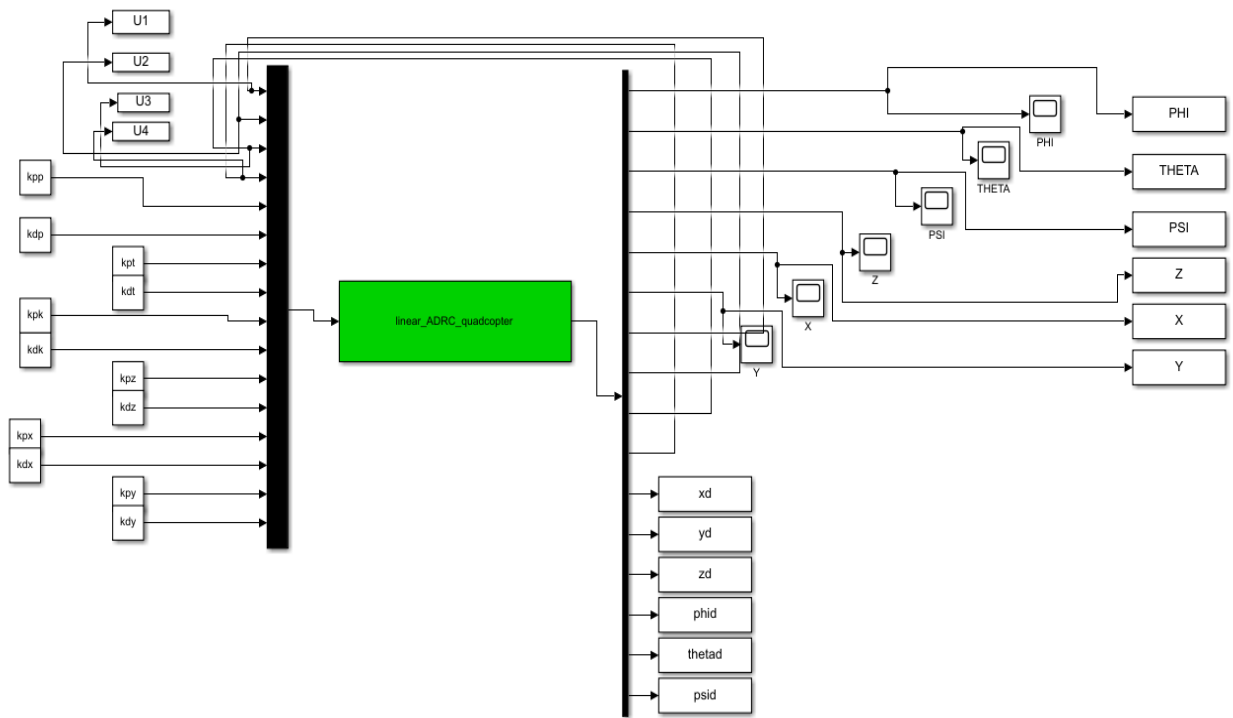 U1
U2
U3
U4
kpp
kdp
kpt
kdt
kpk
kdk
kpz
kdz
kpx
kdx
kpy
kdy
linear_ADRC_quadcopter
PHI
THETA
PSI
Z
X
Y
PHI
THETA
PSI
Z
X
Y
xd
yd
zd
phid
thetad
psid